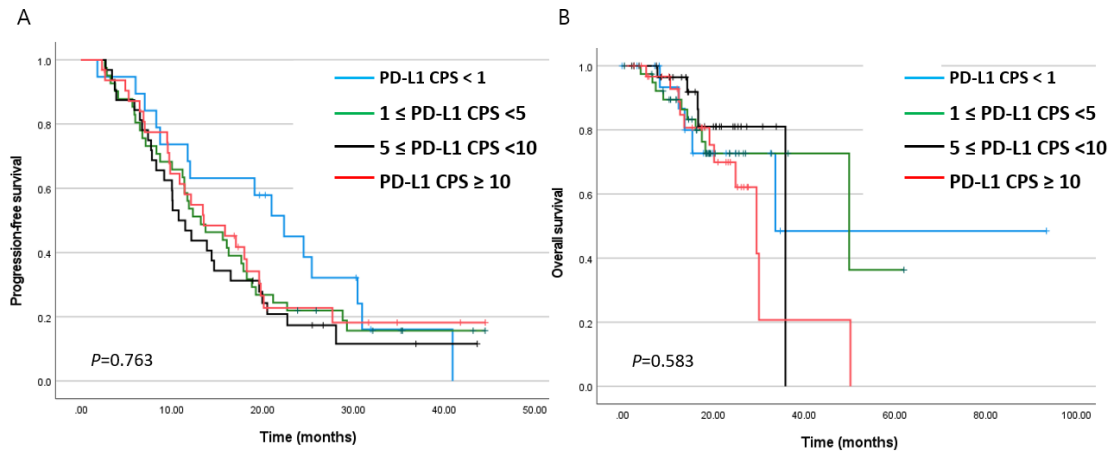 A
B
PD-L1 CPS < 1
1 ≤ PD-L1 CPS <5
5 ≤ PD-L1 CPS <10
PD-L1 CPS ≥ 10
Progression-free survival
1.0
0.8
0.6
0.4
0.2
0.0
P=0.763
.00
10.00
20.00
30.00
40.00
50.00
Time (months)
PD-L1 CPS < 1
1 ≤ PD-L1 CPS <5
5 ≤ PD-L1 CPS <10
PD-L1 CPS ≥ 10
Overall survival
1.0
0.8
0.6
0.4
0.2
0.0
P=0.583
.00
20.00
40.00
60.00
80.00
100.00
Time (months)